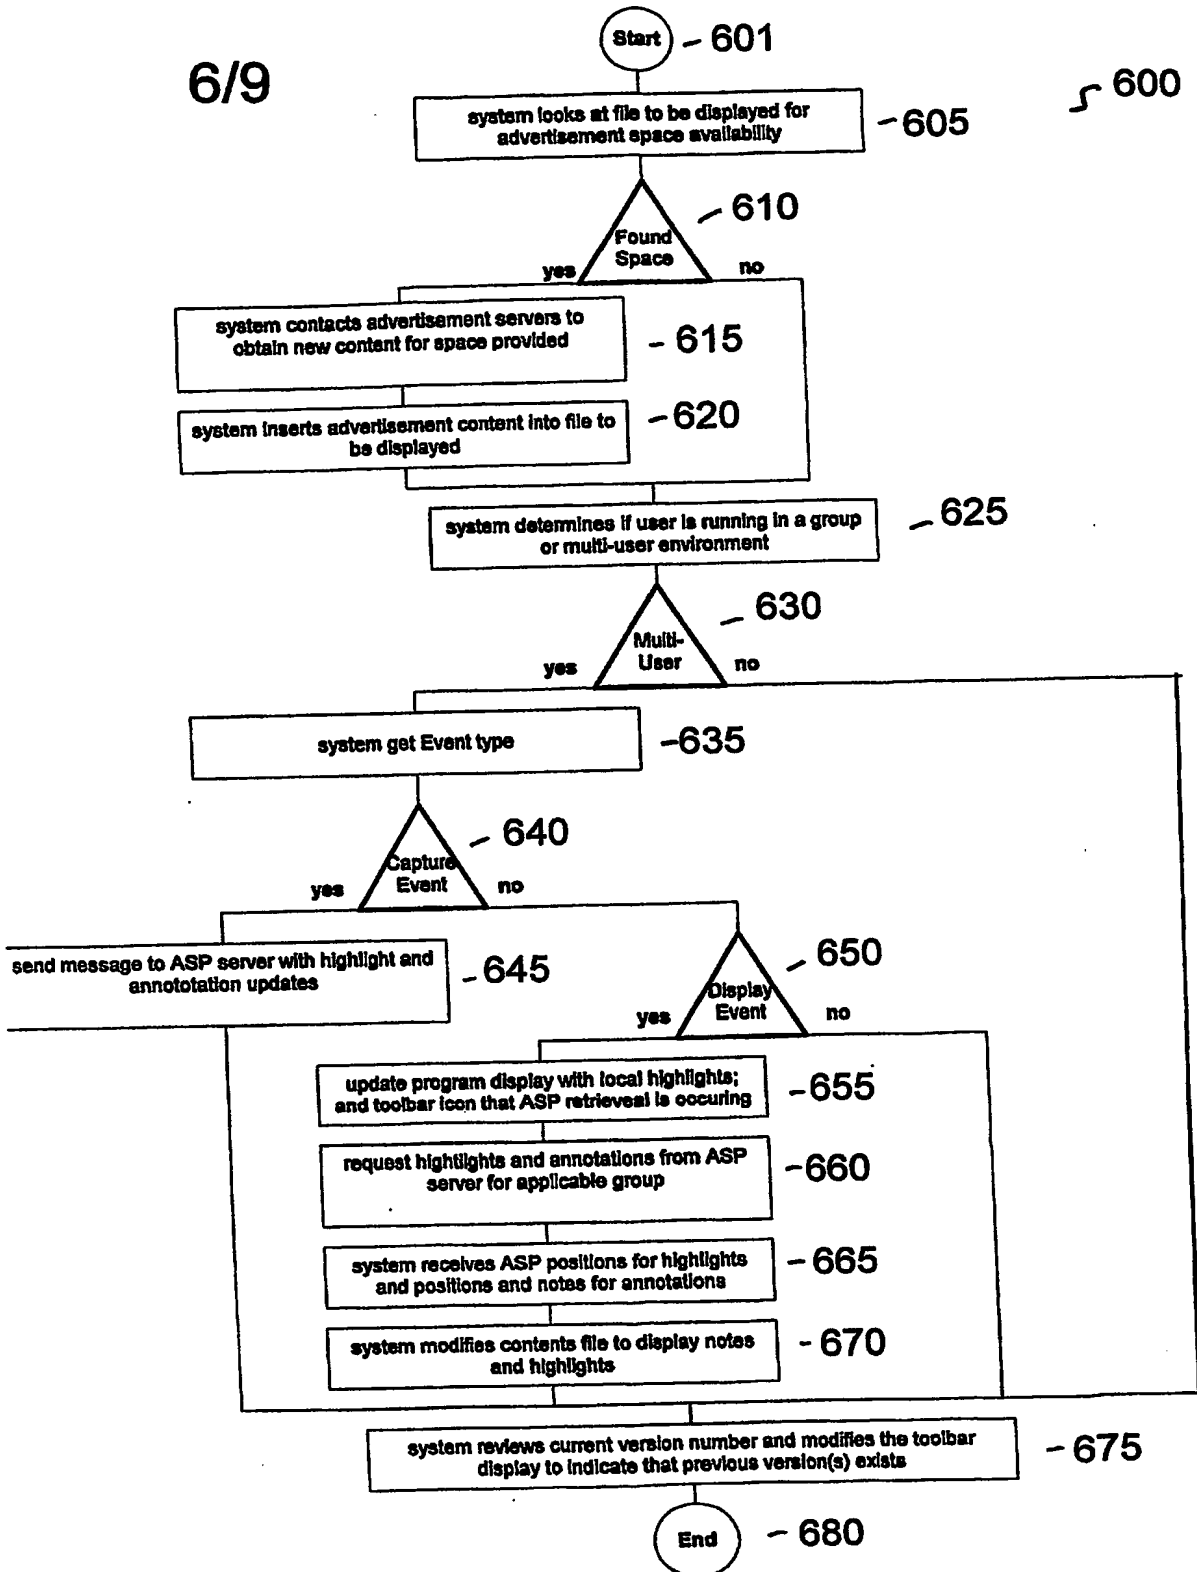 Start
601
6/9
600
system looks at file to be displayed for
advertisement space availability
605
610
Found
Space
yes
no
system contacts advertisement servers to
obtain new content for space provided
615
system inserts advertisement content into file to
be displayed
620
system determines if user is running in a group
or multi-user environment
625
630
Multi-
User
yes
no
system get Event type
635
640
Capture
Event
yes
no
send message to ASP server with highlight and
annototation updates
645
650
Display
Event
yes
no
update program display with local highlights;
and toolbar icon that ASP retrieveal is occuring
655
request hightlights and annotations from ASP
server for applicable group
660
system receives ASP positions for highlights
and positions and notes for annotations
665
system modifies contents file to display notes
and highlights
670
system reviews current version number and modifies the toolbar
display to indicate that previous version(s) exists
675
End
680